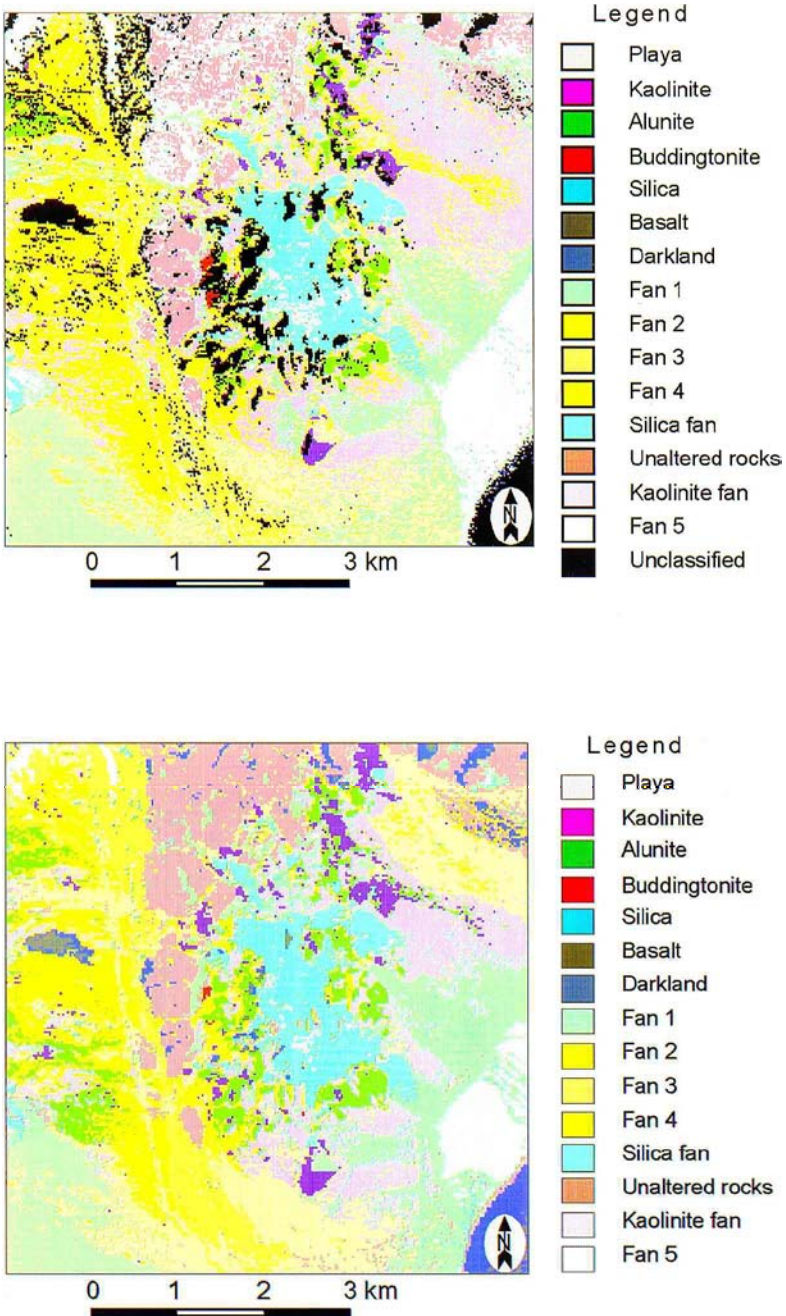 Legend
Playa
Kaolinite
Alunite
Buddingtonite
Silica
Basalt
Darkland
Fan 1
Fan 2
Fan 3
Fan 4
Silica fan
Unaltered rocks
Kaolinite fan
Fan 5
Unclassified
N
0 1 2 3 km
Legend
Playa
Kaolinite
Alunite
Buddingtonite
Silica
Basalt
Darkland
Fan 1
Fan 2
Fan 3
Fan 4
Silica fan
Unaltered rocks
Kaolinite fan
Fan 5
N
0 1 2 3 km